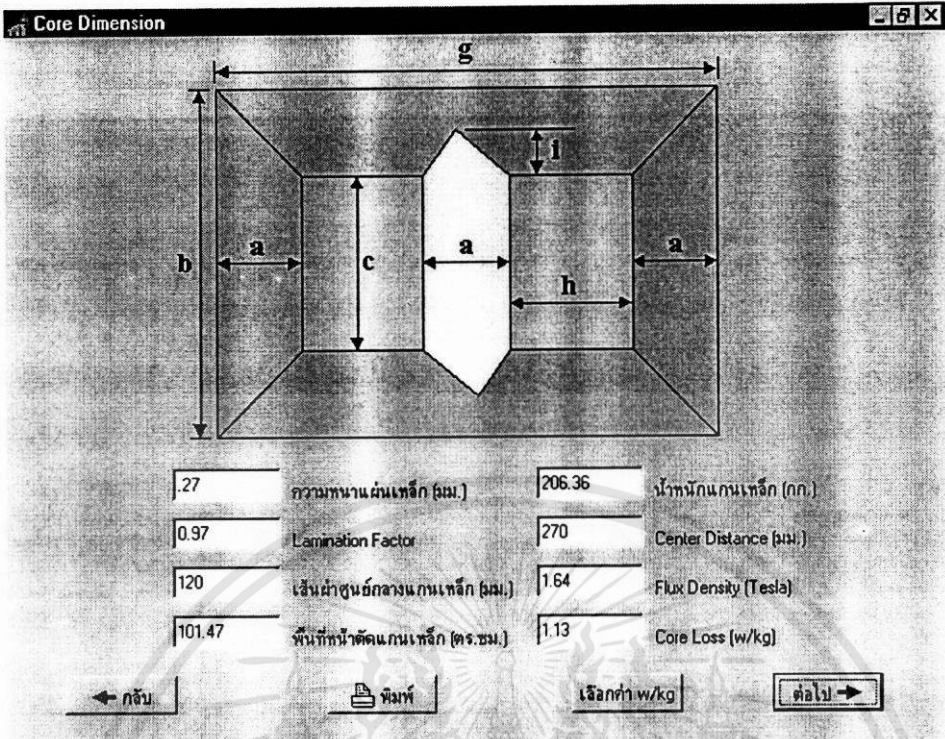 Core Dimension
g
i
b a c a h a
.27 ความหนาแผ่นเหล็ก (มม.) 206.36 น้ำหนักแกนเหล็ก (กก.)
0.97 Lamination Factor 270 Center Distance (มม.)
120 เส้นผ่าศูนย์กลางแกนเหล็ก (มม.) 1.64 Flux Density (Tesla)
101.47 พื้นที่หน้าตัดแกนเหล็ก (ตร.ซม.) 1.13 Core Loss (w/kg)
กลับ พิมพ์ เลือกค่า w/kg ต่อไป